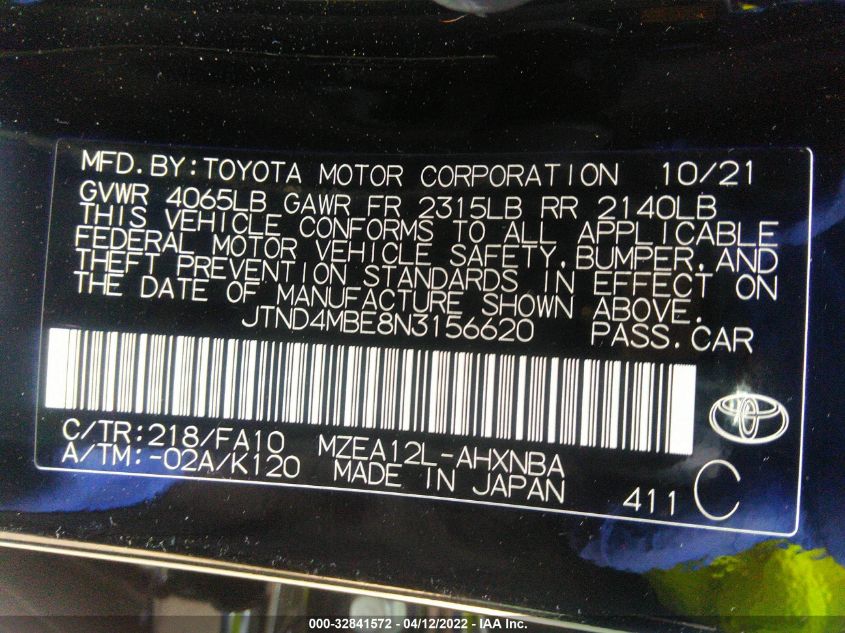 MFD.BY:TOYOTA MOTOR CORPORATION 10/21
GVWR 4065LB GAWR FR 2315LB RR 2140LB
THIS VEHICLE CONFORMS TO ALL APPLICABLE
FEDERAL MOTOR VEHICLE SAFETY,BUMPER,AND
THEFT PREVENTION STANDARDS IN EFFECT ON
THE DATE OF MANUFACTURE SHOWN ABOVE.
JTND4MBE8N3156620 PASS.CAR
C/TR:218/FA10 MZEA12L-AHXNBA
A/TM:-02A/K120 MADE IN JAPAN
411 C
000-32841572 - 04/12/2022 - IAA Inc.